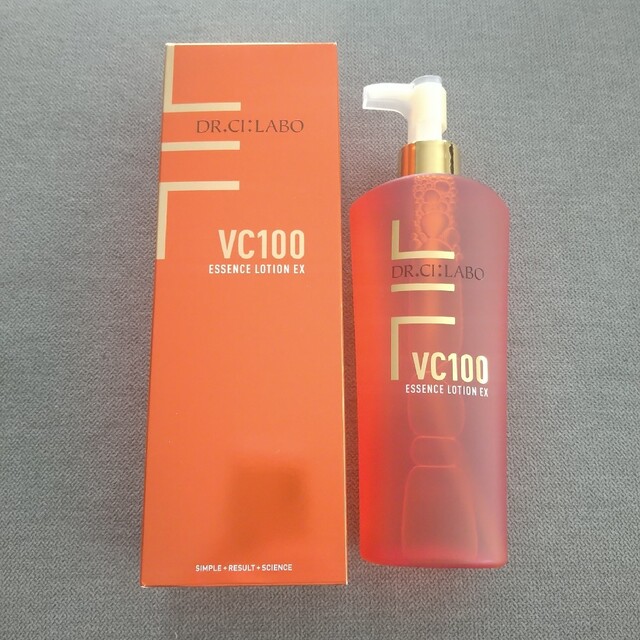 DR.CI:LABO
VC100
ESSENCE LOTION EX
SIMPLE + RESULT + SCIENCE
DR.CI:LABO
VC100
ESSENCE LOTION EX